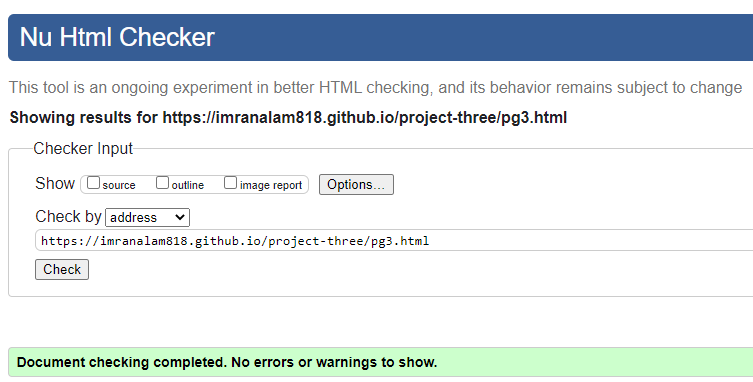 Nu Html Checker
This tool is an ongoing experiment in better HTML checking, and its behavior remains subject to change
Showing results for https://imranalam818.github.io/project-three/pg3.html
Checker Input
Show source outline image report Options...
Check by address
https://imranalam818.github.io/project-three/pg3.html
Check
Document checking completed. No errors or warnings to show.